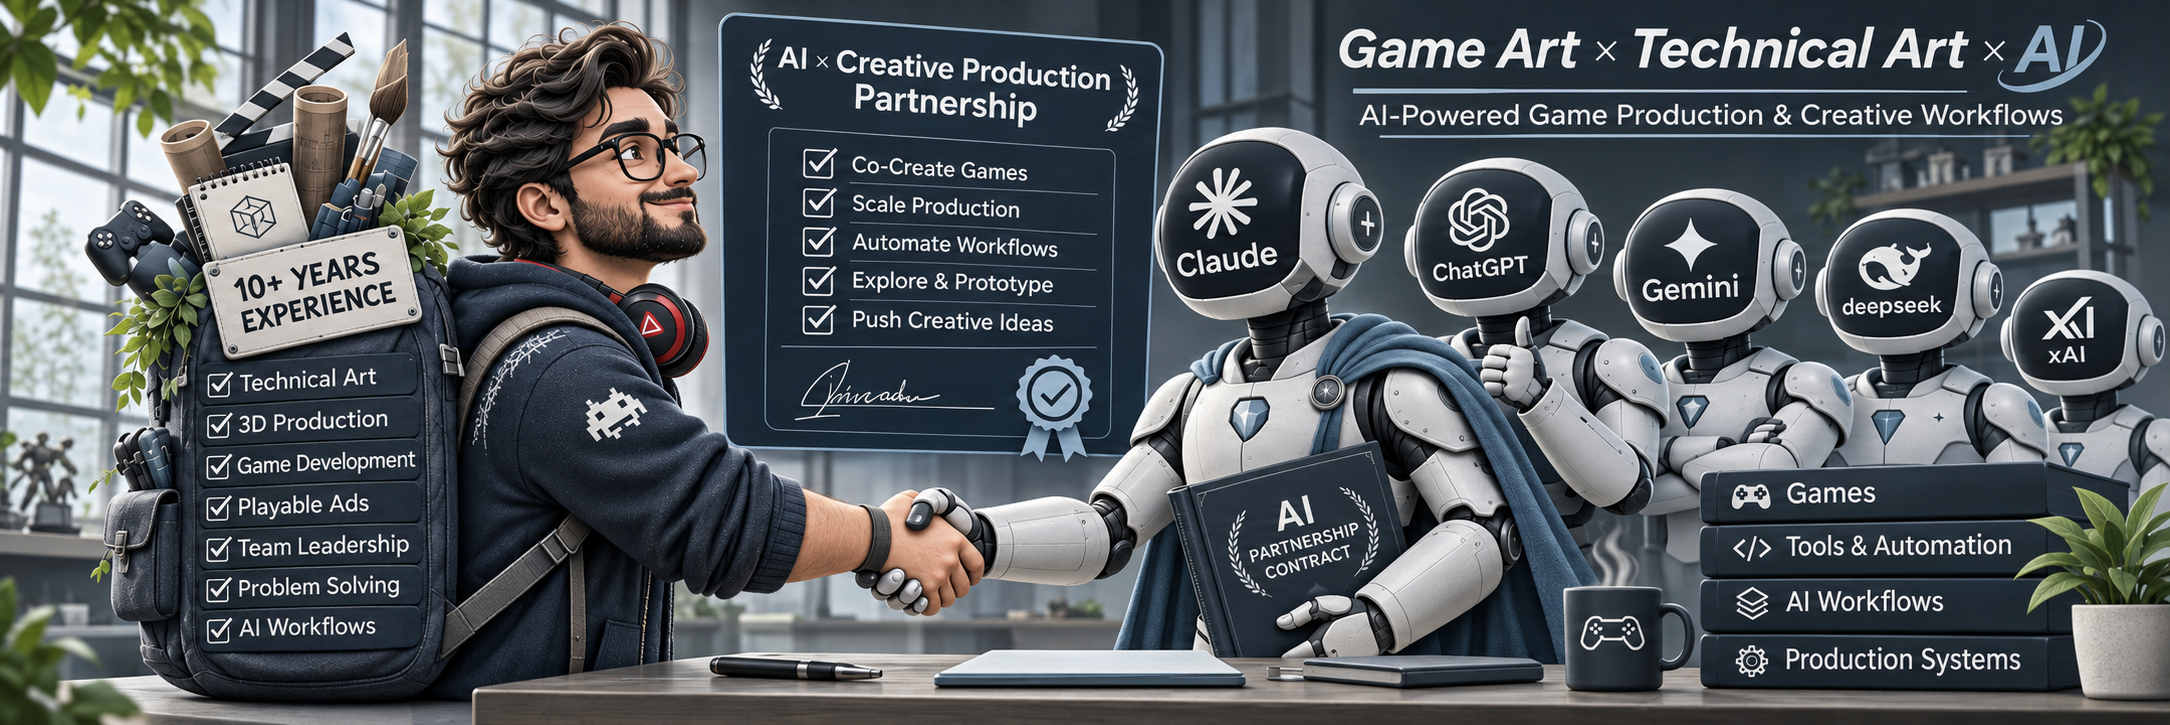 10+ YEARS
EXPERIENCE
Technical Art
3D Production
Game Development
Playable Ads
Team Leadership
Problem Solving
AI Workflows
AI × Creative Production
Partnership
Co-Create Games
Scale Production
Automate Workflows
Explore & Prototype
Push Creative Ideas
Game Art × Technical Art × AI
AI-Powered Game Production & Creative Workflows
Claude
ChatGPT
Gemini
deepseek
xAI
AI
PARTNERSHIP
CONTRACT
Games
</> Tools & Automation
AI Workflows
Production Systems